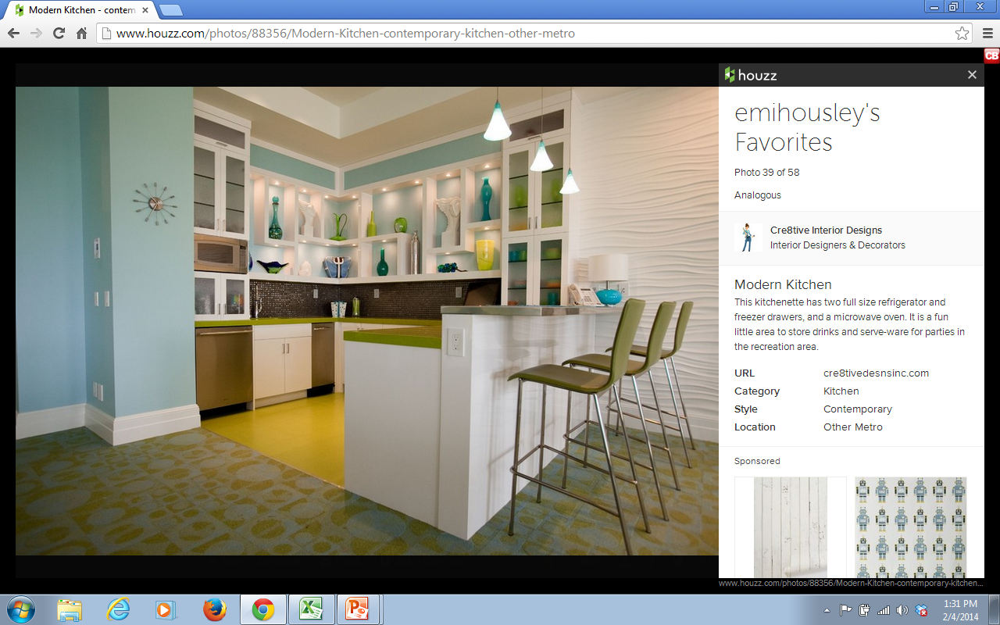 Modern Kitchen - contem
www.houzz.com/photos/88356/Modern-Kitchen-contemporary-kitchen-other-metro
CB
houzz
emihousley's
Favorites
Photo 39 of 58
Analogous
Cre8tive Interior Designs
Interior Designers & Decorators
Modern Kitchen
This kitchenette has two full size refrigerator and
freezer drawers, and a microwave oven. It is a fun
little area to store drinks and serve-ware for parties in
the recreation area.
URL cre8tivedesnsinc.com
Category Kitchen
Style Contemporary
Location Other Metro
Sponsored
www.houzz.com/photos/88356/Modern-Kitchen-contemporary-kitchen...
1:31 PM
2/4/2014